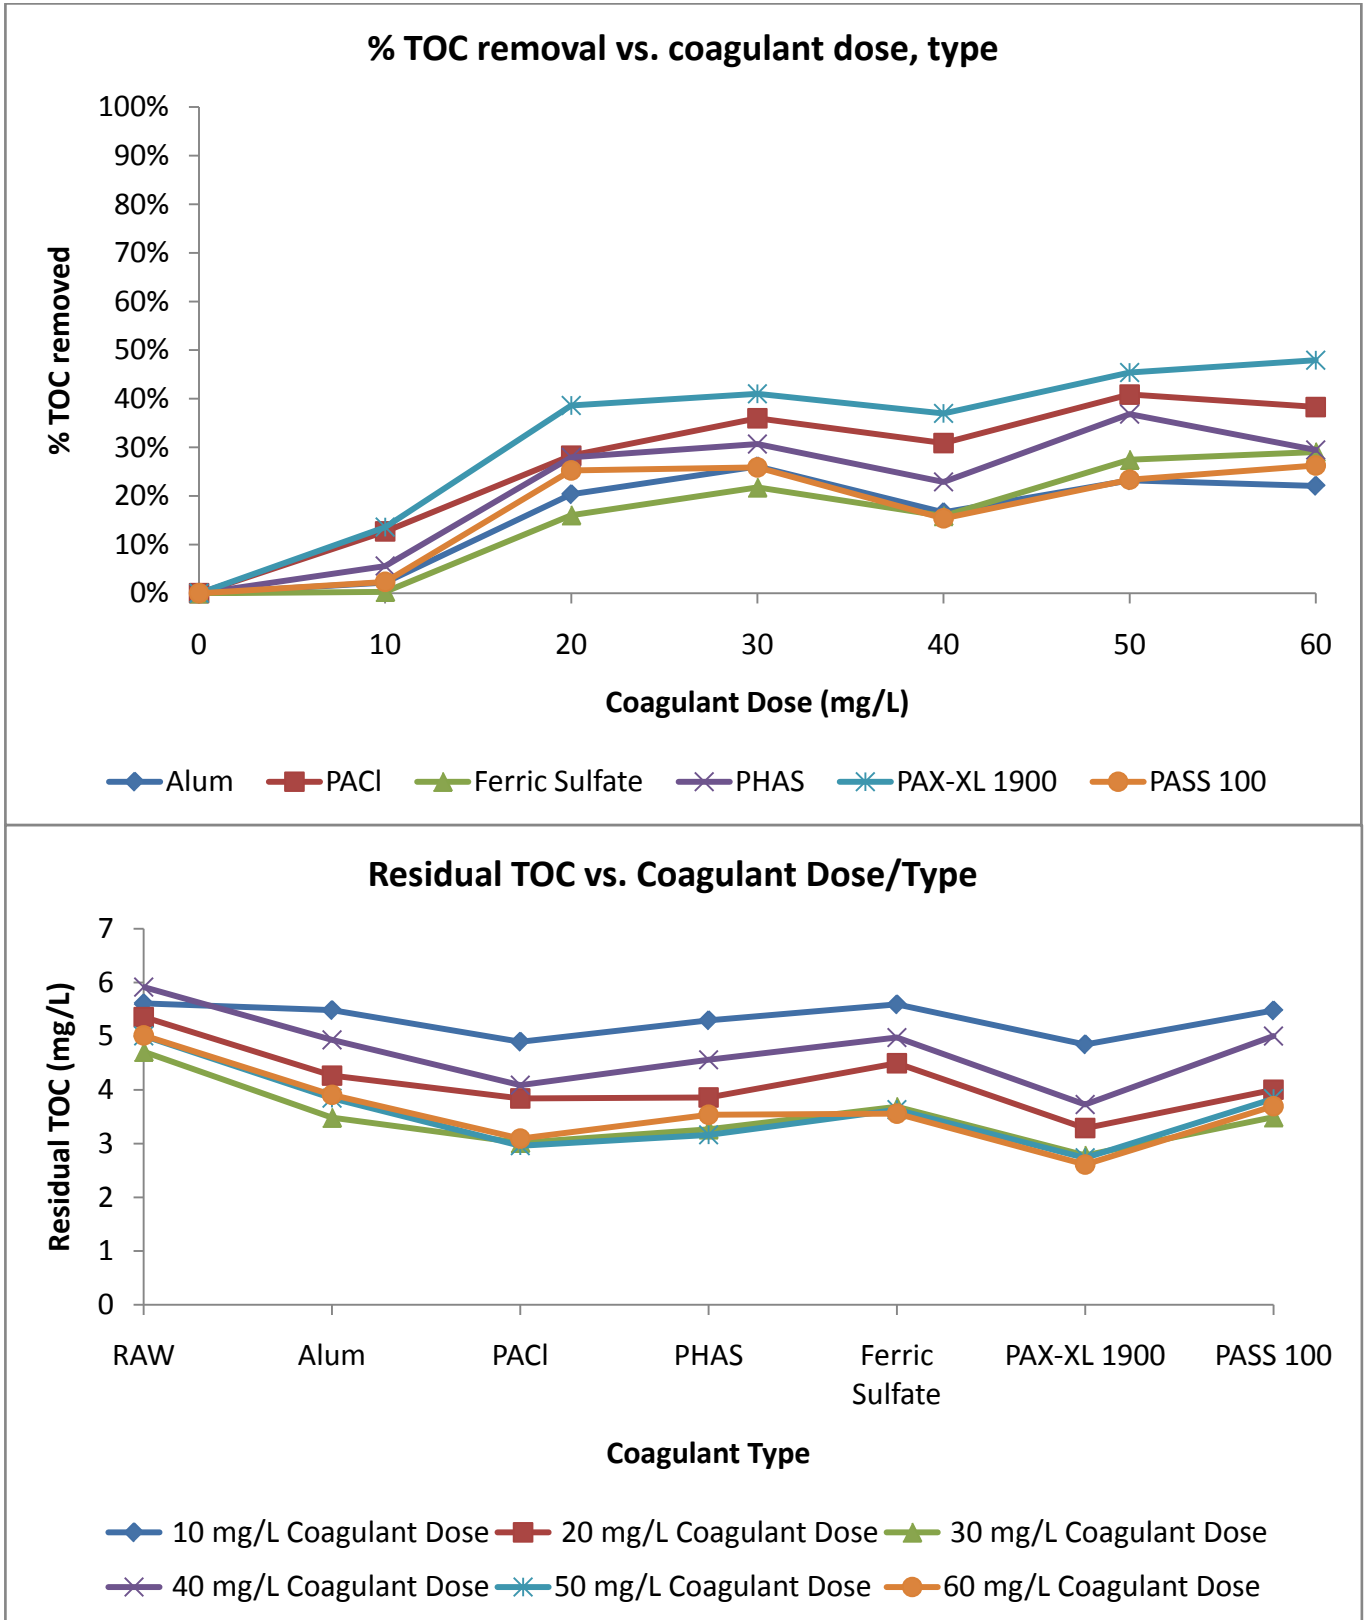 % TOC removal vs. coagulant dose, type
100%
90%
80%
70%
60%
50%
40%
30%
20%
10%
0%
% TOC removed
0 10 20 30 40 50 60
Coagulant Dose (mg/L)
Alum PACl Ferric Sulfate PHAS PAX-XL 1900 PASS 100
Residual TOC vs. Coagulant Dose/Type
7
6
5
4
3
2
1
0
Residual TOC (mg/L)
RAW Alum PACl PHAS Ferric PAX-XL 1900 PASS 100
Sulfate
Coagulant Type
10 mg/L Coagulant Dose 20 mg/L Coagulant Dose 30 mg/L Coagulant Dose
40 mg/L Coagulant Dose 50 mg/L Coagulant Dose 60 mg/L Coagulant Dose